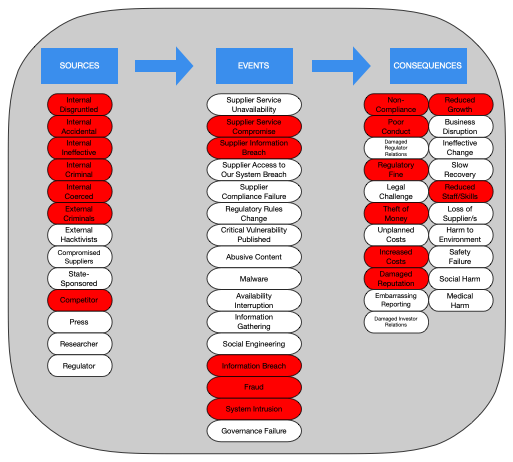 SOURCES
EVENTS
CONSEQUENCES
Internal
Disgruntled
Internal
Accidental
Internal
Ineffective
Internal
Criminal
Internal
Coerced
External
Criminals
External
Hacktivists
Compromised
Suppliers
State-
Sponsored
Competitor
Press
Researcher
Regulator
Supplier Service
Unavailability
Supplier Service
Compromise
Supplier Information
Breach
Supplier Access to
Our System Breach
Supplier
Compliance Failure
Regulatory Rules
Change
Critical Vulnerability
Published
Abusive Content
Malware
Availability
Interruption
Information
Gathering
Social Engineering
Information Breach
Fraud
System Intrusion
Governance Failure
Non-
Compliance
Poor
Conduct
Damaged
Regulator
Relations
Regulatory
Fine
Legal
Challenge
Theft of
Money
Unplanned
Costs
Increased
Costs
Damaged
Reputation
Embarrassing
Reporting
Damaged Investor
Relations
Reduced
Growth
Business
Disruption
Ineffective
Change
Slow
Recovery
Reduced
Staff/Skills
Loss of
Supplier/s
Harm to
Environment
Safety
Failure
Social Harm
Medical
Harm